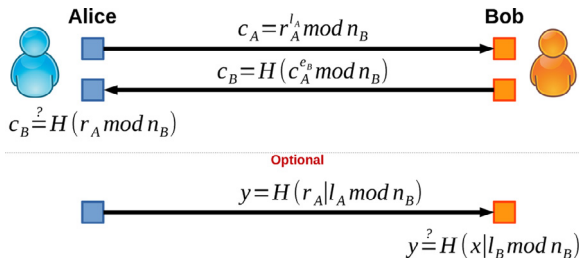 Alice Bob
c_A = r_A^{l_A} mod n_B
c_B = H(c_A^{e_B} mod n_B)
c_B ≟ H(r_A mod n_B)
Optional
y = H(r_A|l_A mod n_B)
y ≟ H(x|l_B mod n_B)